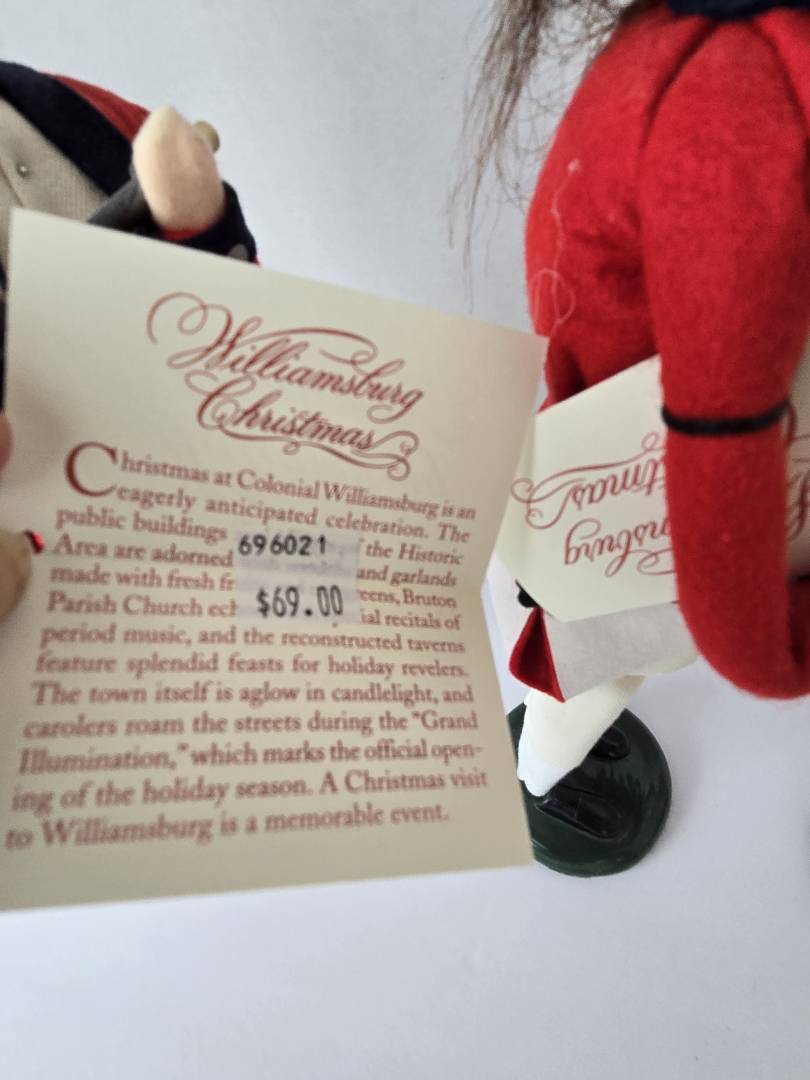 Williamsburg
Christmas
Christmas at Colonial Williamsburg is an
eagerly anticipated celebration. The
public buildings the Historic
Area are adorned and garlands
made with fresh Bruton
Parish Church recitals of
period music, and the reconstructed taverns
feature splendid feasts for holiday revelers.
The town itself is aglow in candlelight, and
carolers roam the streets during the "Grand
Illumination," which marks the official open-
ing of the holiday season. A Christmas visit
to Williamsburg is a memorable event.
696021
$69.00